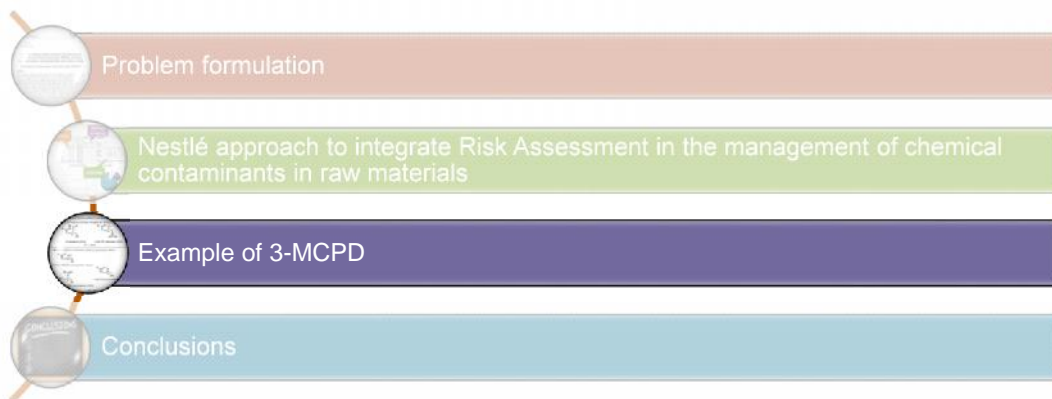 Problem formulation
Nestlé approach to integrate Risk Assessment in the management of chemical
contaminants in raw materials
Example of 3-MCPD
CONCLUSIONS
Conclusions